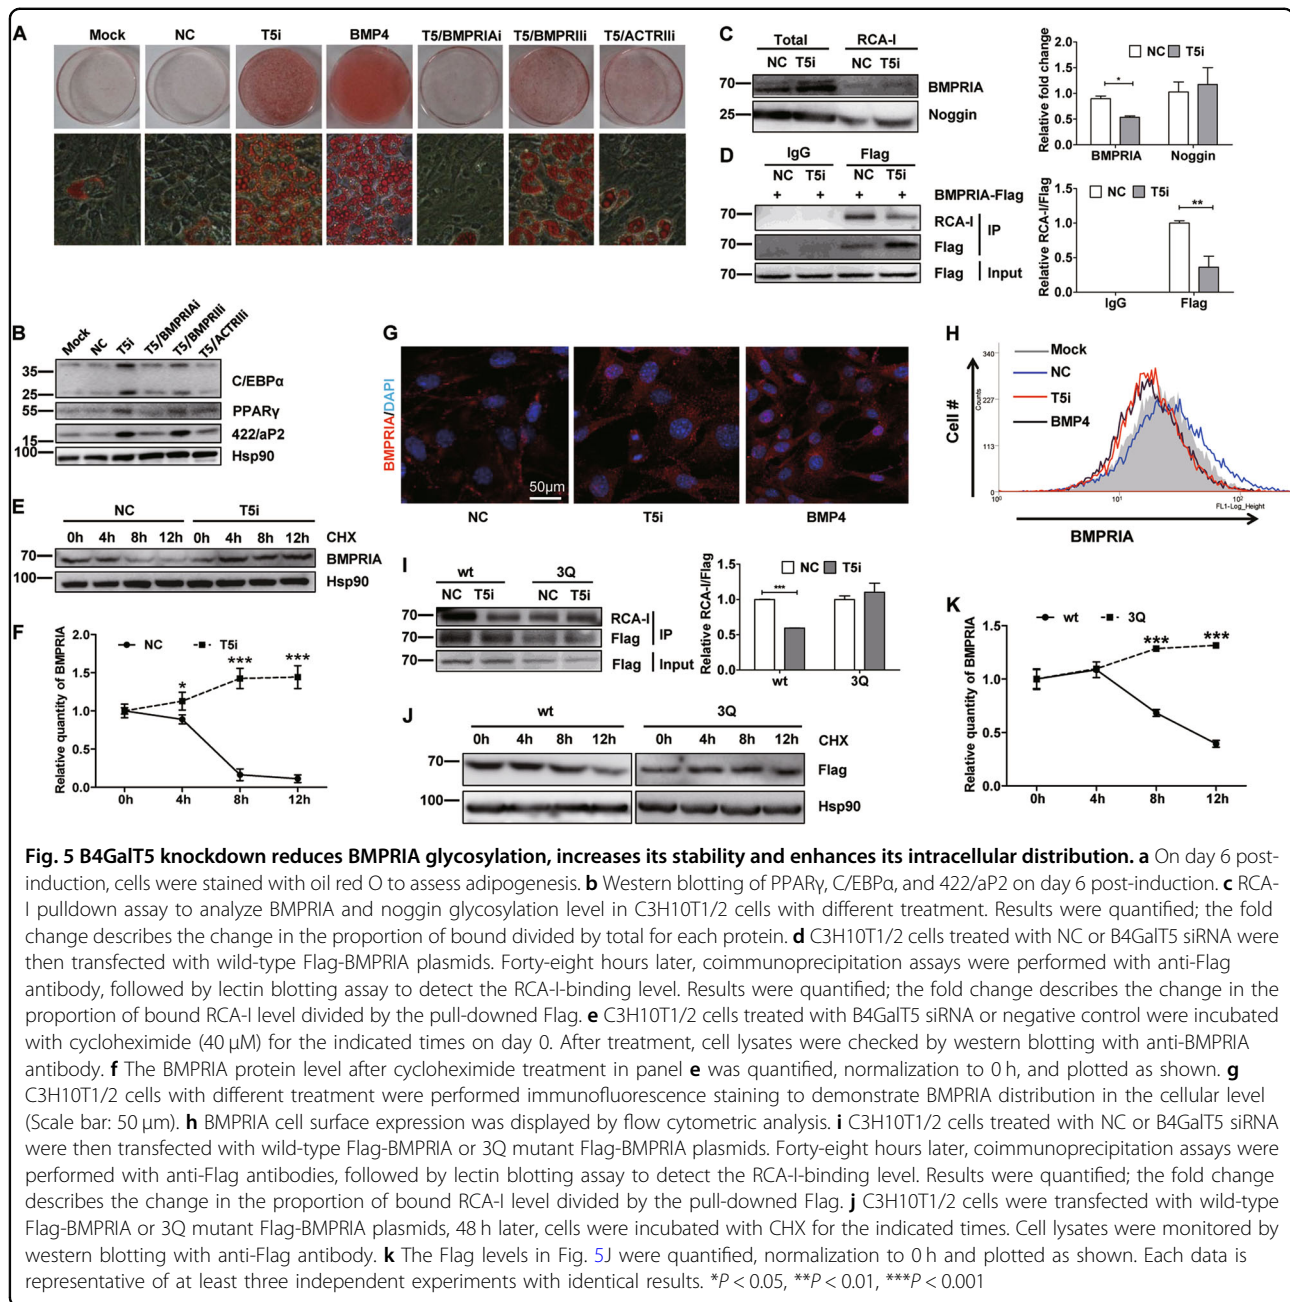 A
Mock NC T5i BMP4 T5/BMPRIAi T5/BMPRIIi T5/ACTRIIi
C
Total RCA-I
NC T5i NC T5i
70 BMPRIA
25 Noggin
Relative fold change
NC T5i
2.0
1.5
1.0
0.5
0.0
*
BMPRIA Noggin
D
IgG Flag
NC T5i NC T5i
+ + + + BMPRIA-Flag
70 RCA-I
70 Flag
IP
70 Flag Input
Relative RCA-I/Flag
NC T5i
1.5
1.0
0.5
0.0
**
IgG Flag
B
Mock NC T5i T5/BMPRIAi T5/BMPRIIi T5/ACTRIIi
35
25
C/EBPα
55 PPARγ
15 422/aP2
100 Hsp90
G
BMPRIA/DAPI
50μm
NC T5i BMP4
H
Mock
NC
T5i
BMP4
Cell #
Counts
340
227
113
0
10¹ 10²
FL1-Log_Height
BMPRIA
E
NC T5i
0h 4h 8h 12h 0h 4h 8h 12h CHX
70 BMPRIA
100 Hsp90
F
Relative quantity of BMPRIA
NC T5i
2.0
1.5
1.0
0.5
0.0
* *** ***
0h 4h 8h 12h
I
wt 3Q
NC T5i NC T5i
70 RCA-I
70 Flag
IP
70 Flag Input
Relative RCA-I/Flag
NC T5i
1.5
1.0
0.5
0.0
***
wt 3Q
J
wt 3Q
0h 4h 8h 12h 0h 4h 8h 12h CHX
70 Flag
100 Hsp90
K
Relative quantity of BMPRIA
wt 3Q
1.5
1.0
0.5
0.0
*** ***
0h 4h 8h 12h
Fig. 5 B4GalT5 knockdown reduces BMPRIA glycosylation, increases its stability and enhances its intracellular distribution. a On day 6 post-
induction, cells were stained with oil red O to assess adipogenesis. b Western blotting of PPARγ, C/EBPα, and 422/aP2 on day 6 post-induction. c RCA-
I pulldown assay to analyze BMPRIA and noggin glycosylation level in C3H10T1/2 cells with different treatment. Results were quantified; the fold
change describes the change in the proportion of bound divided by total for each protein. d C3H10T1/2 cells treated with NC or B4GalT5 siRNA were
then transfected with wild-type Flag-BMPRIA plasmids. Forty-eight hours later, coimmunoprecipitation assays were performed with anti-Flag
antibody, followed by lectin blotting assay to detect the RCA-I-binding level. Results were quantified; the fold change describes the change in the
proportion of bound RCA-I level divided by the pull-downed Flag. e C3H10T1/2 cells treated with B4GalT5 siRNA or negative control were incubated
with cycloheximide (40 μM) for the indicated times on day 0. After treatment, cell lysates were checked by western blotting with anti-BMPRIA
antibody. f The BMPRIA protein level after cycloheximide treatment in panel e was quantified, normalization to 0 h, and plotted as shown. g
C3H10T1/2 cells with different treatment were performed immunofluorescence staining to demonstrate BMPRIA distribution in the cellular level
(Scale bar: 50 μm). h BMPRIA cell surface expression was displayed by flow cytometric analysis. i C3H10T1/2 cells treated with NC or B4GalT5 siRNA
were then transfected with wild-type Flag-BMPRIA or 3Q mutant Flag-BMPRIA plasmids. Forty-eight hours later, coimmunoprecipitation assays were
performed with anti-Flag antibodies, followed by lectin blotting assay to detect the RCA-I-binding level. Results were quantified; the fold change
describes the change in the proportion of bound RCA-I level divided by the pull-downed Flag. j C3H10T1/2 cells were transfected with wild-type
Flag-BMPRIA or 3Q mutant Flag-BMPRIA plasmids, 48 h later, cells were incubated with CHX for the indicated times. Cell lysates were monitored by
western blotting with anti-Flag antibody. k The Flag levels in Fig. 5J were quantified, normalization to 0 h and plotted as shown. Each data is
representative of at least three independent experiments with identical results. *P < 0.05, **P < 0.01, ***P < 0.001